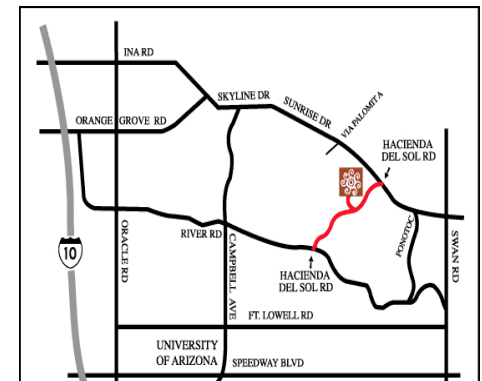 INA RD
SKYLINE DR
SUNRISE DR
ORANGE GROVE RD
VIA PALOMITA
HACIENDA
DEL SOL RD
ORACLE RD
RIVER RD
CAMPBELL AVE
PONOTOC
SWAN RD
10
HACIENDA
DEL SOL RD
FT. LOWELL RD
UNIVERSITY
OF ARIZONA
SPEEDWAY BLVD